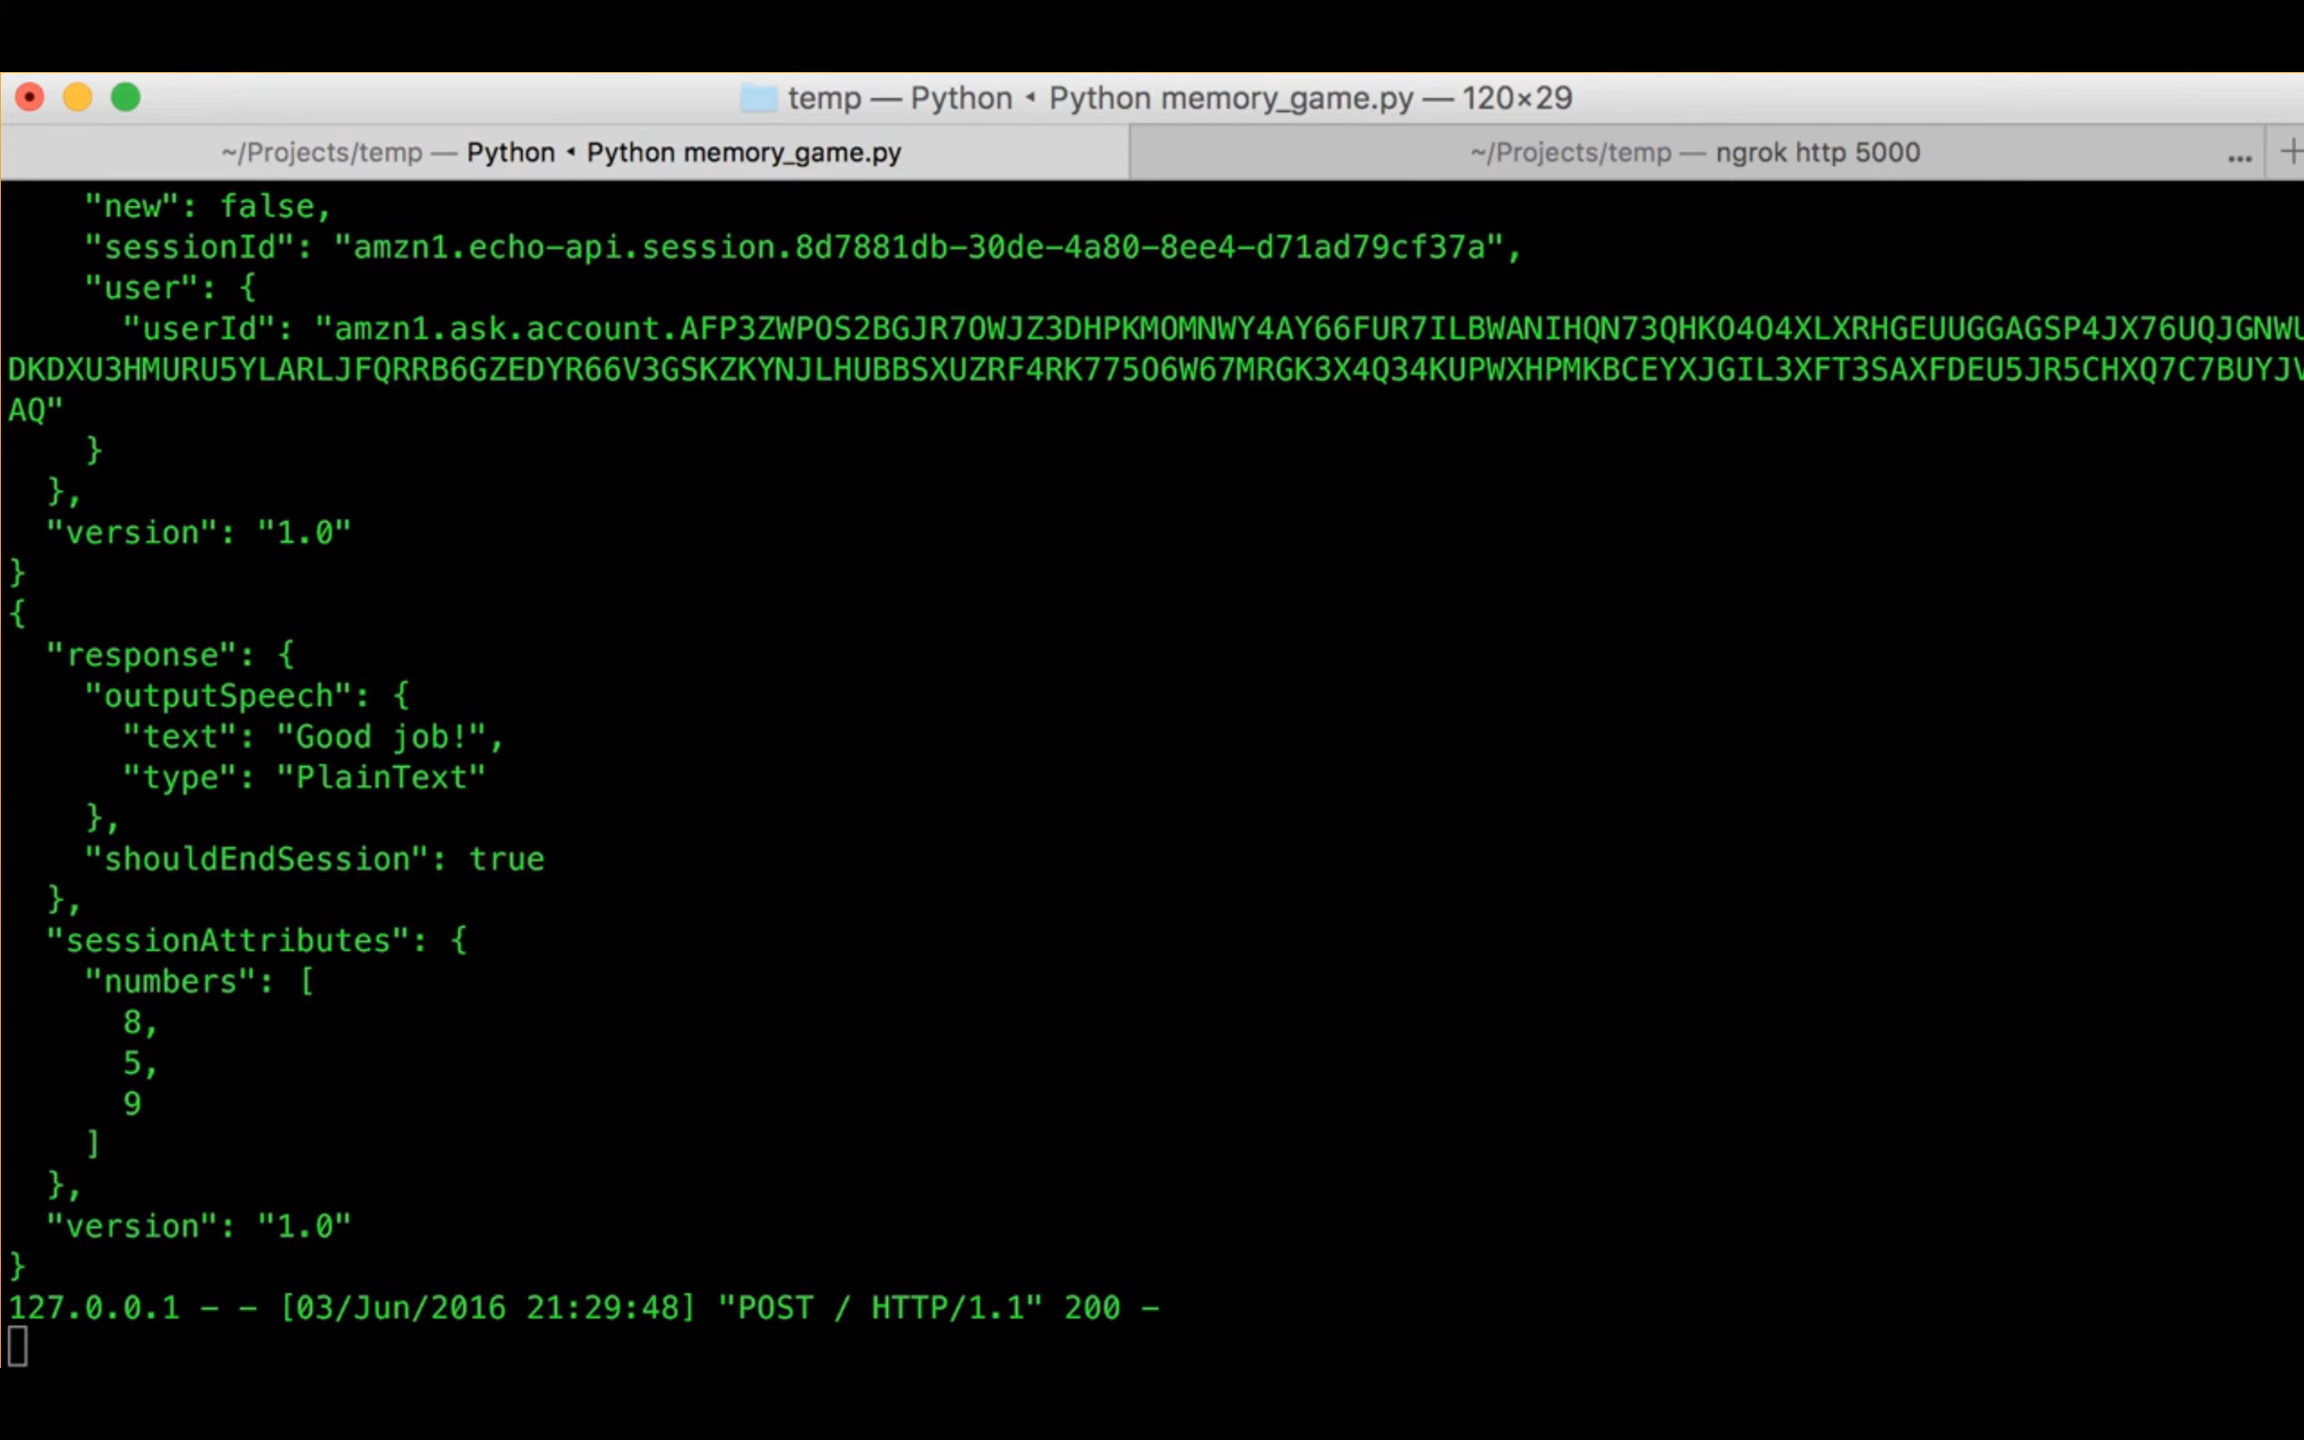 temp — Python ◂ Python memory_game.py — 120×29
~/Projects/temp — Python ◂ Python memory_game.py ~/Projects/temp — ngrok http 5000 ... +
"new": false,
"sessionId": "amzn1.echo-api.session.8d7881db-30de-4a80-8ee4-d71ad79cf37a",
"user": {
"userId": "amzn1.ask.account.AFP3ZWPOS2BGJR7OWJZ3DHPKMOMNWY4AY66FUR7ILBWANIHQN73QHKO4O4XLXRHGEUUGGAGSP4JX76UQJGNWU
DKDXU3HMURU5YLARLJFQRRB6GZEDYR66V3GSKZKYNJLHUBBSXUZRF4RK775O6W67MRGK3X4Q34KUPWXHPMKBCEYXJGIL3XFT3SAXFDEU5JR5CHXQ7C7BUYJV
AQ"
}
},
"version": "1.0"
}
{
"response": {
"outputSpeech": {
"text": "Good job!",
"type": "PlainText"
},
"shouldEndSession": true
},
"sessionAttributes": {
"numbers": [
8,
5,
9
]
},
"version": "1.0"
}
127.0.0.1 - - [03/Jun/2016 21:29:48] "POST / HTTP/1.1" 200 -